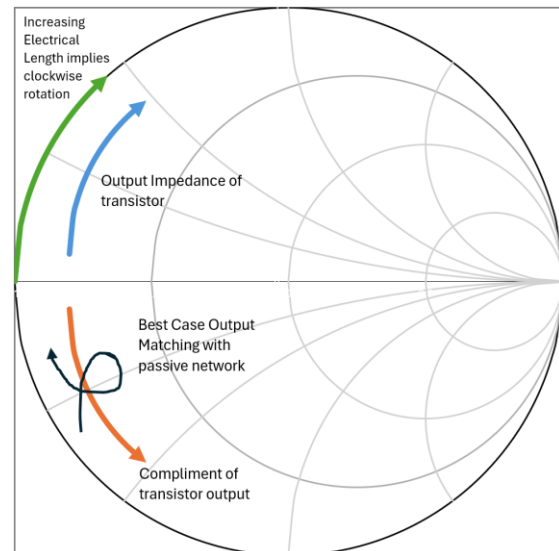 Increasing
Electrical
Length implies
clockwise
rotation
Output Impedance of
transistor
Best Case Output
Matching with
passive network
Compliment of
transistor output